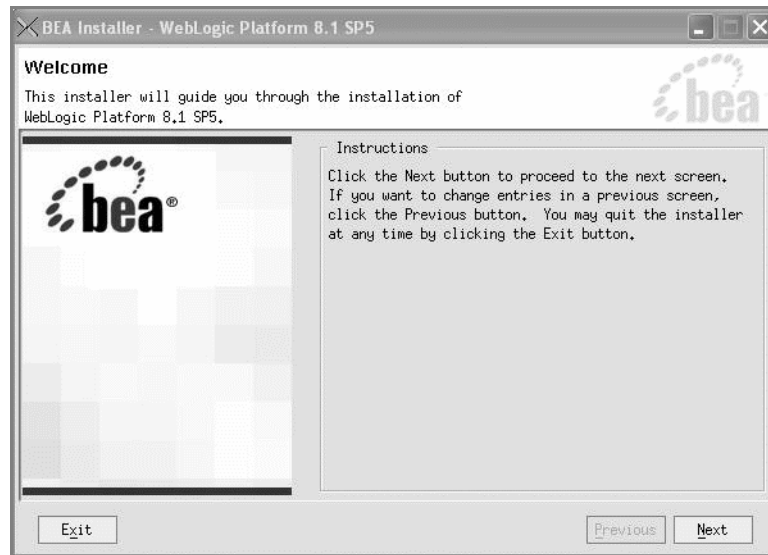 BEA Installer - WebLogic Platform 8.1 SP5
Welcome
This installer will guide you through the installation of
WebLogic Platform 8.1 SP5.
bea
bea®
Instructions
Click the Next button to proceed to the next screen.
If you want to change entries in a previous screen,
click the Previous button. You may quit the installer
at any time by clicking the Exit button.
Exit
Previous
Next